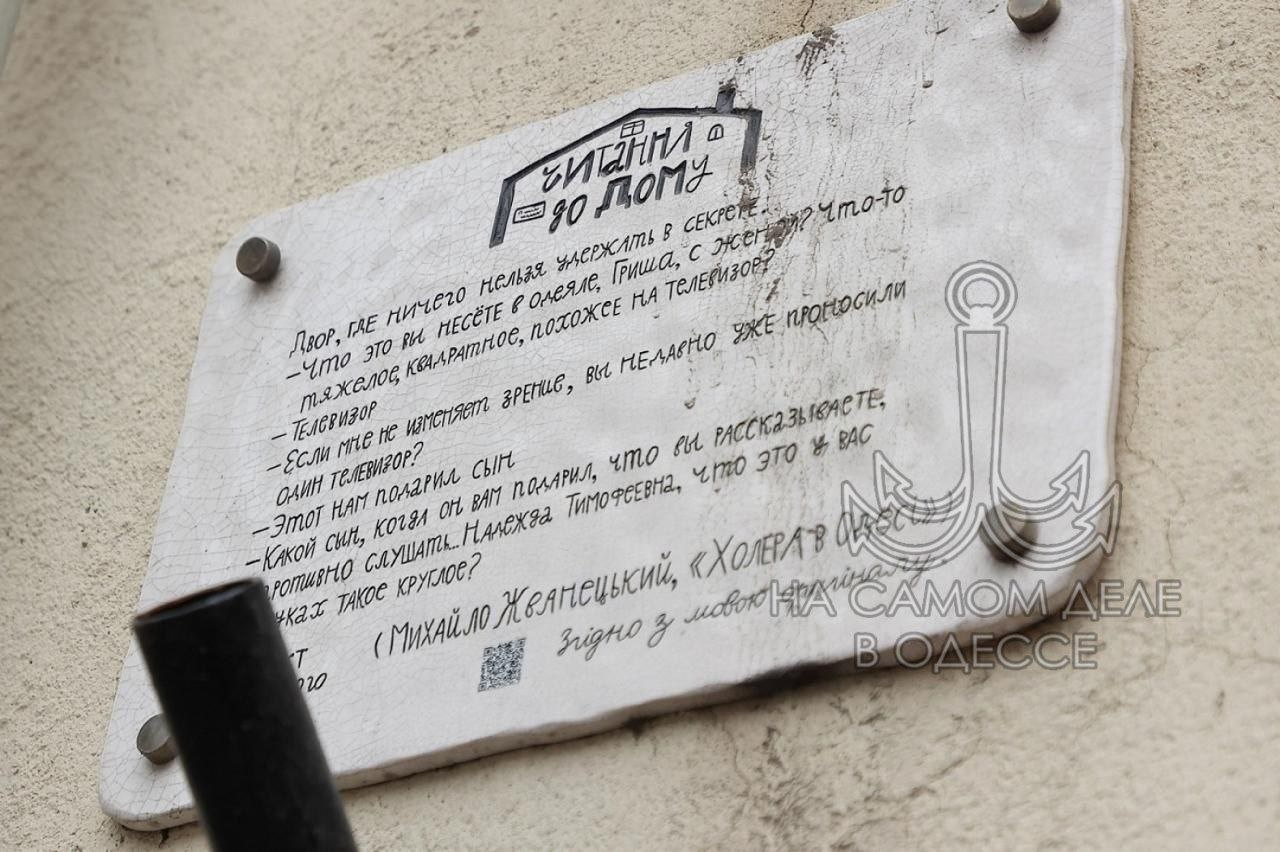 Читання
до Дому
Двор, где ничего нельзя удержать в секрете.
– Что это вы несёте в одеяле, Гриша, с женой? Что-то
тяжелое, квадратное, похожее на телевизор?
– Телевизор
– Если мне не изменяет зрение, вы недавно уже проносили
один телевизор?
– Этот нам подарил сын
– Какой сын, когда он вам подарил, что вы рассказываете,
противно слушать... Надежда Тимофеевна, что это у вас
такое круглое?
(Михайло Жванецький, «Холера в Одессі»)
Згідно з мовою оригіналу
НА САМОМ ДЕЛЕ
В ОДЕССЕ